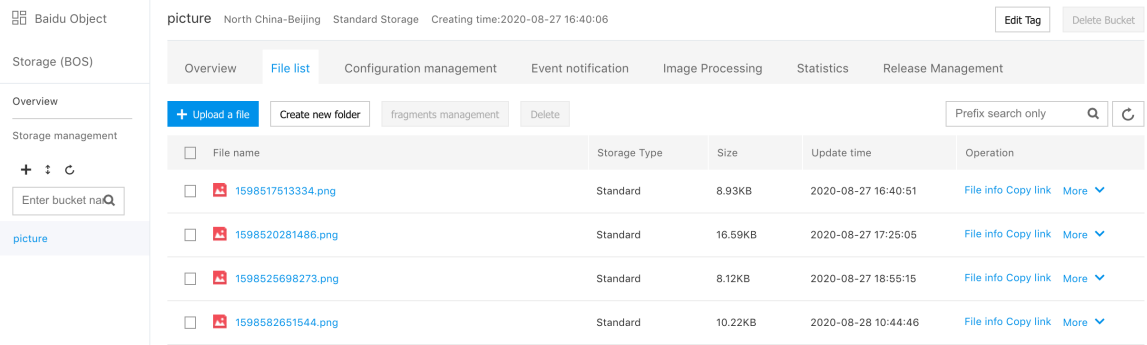 Baidu Object
Storage (BOS)
Overview
Storage management
Enter bucket nar
picture
picture North China-Beijing Standard Storage Creating time:2020-08-27 16:40:06
Edit Tag Delete Bucket
Overview File list Configuration management Event notification Image Processing Statistics Release Management
+ Upload a file Create new folder fragments management Delete Prefix search only
File name Storage Type Size Update time Operation
1598517513334.png Standard 8.93KB 2020-08-27 16:40:51 File info Copy link More
1598520281486.png Standard 16.59KB 2020-08-27 17:25:05 File info Copy link More
1598525698273.png Standard 8.12KB 2020-08-27 18:55:15 File info Copy link More
1598582651544.png Standard 10.22KB 2020-08-28 10:44:46 File info Copy link More